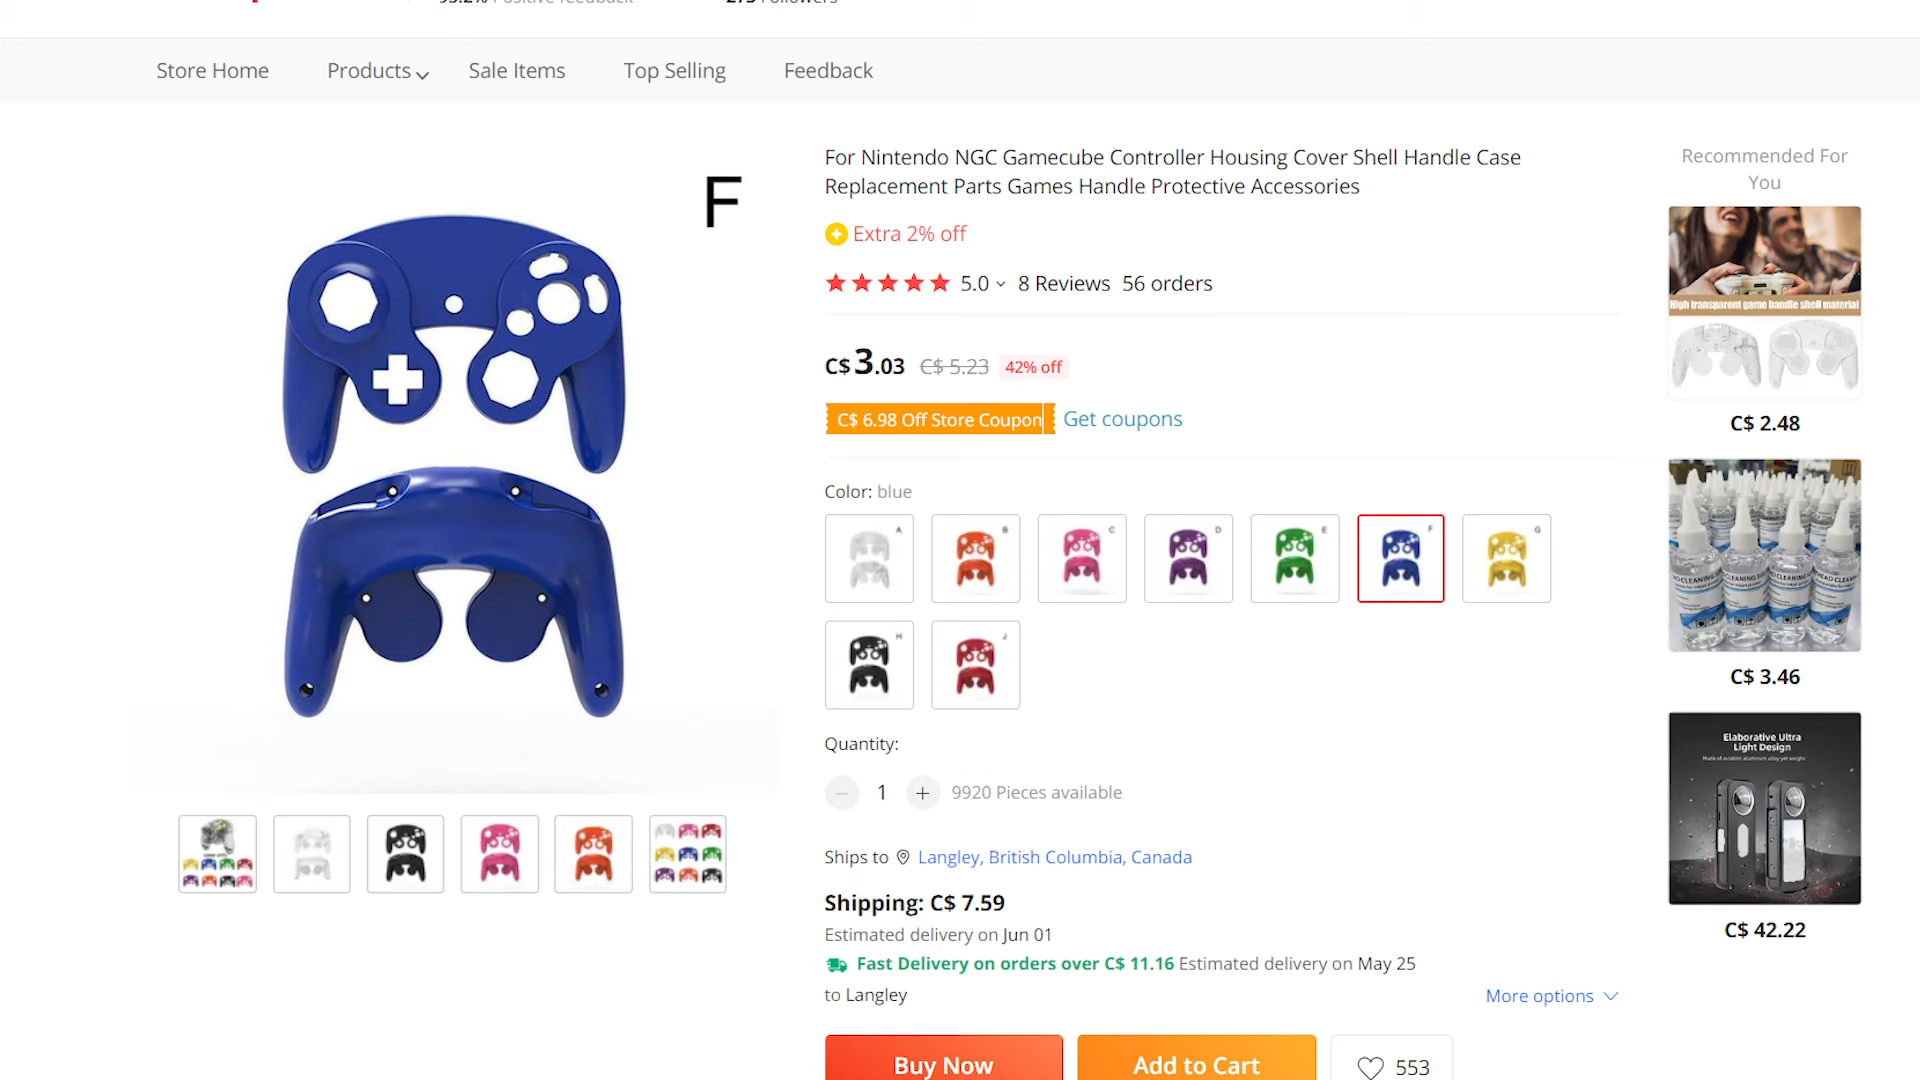 Store Home
Products
Sale Items
Top Selling
Feedback
F
For Nintendo NGC Gamecube Controller Housing Cover Shell Handle Case
Replacement Parts Games Handle Protective Accessories
Extra 2% off
5.0
8 Reviews
56 orders
C$ 3.03
C$ 5.23
42% off
C$ 6.98 Off Store Coupon
Get coupons
Color: blue
A
B
C
D
E
F
G
H
J
Quantity:
1
9920 Pieces available
Ships to
Langley, British Columbia, Canada
Shipping: C$ 7.59
Estimated delivery on Jun 01
Fast Delivery on orders over C$ 11.16 Estimated delivery on May 25
to Langley
More options
Buy Now
Add to Cart
553
Recommended For
You
High transparent game handle shell material
C$ 2.48
C$ 3.46
Elaborative Ultra
Light Design
C$ 42.22